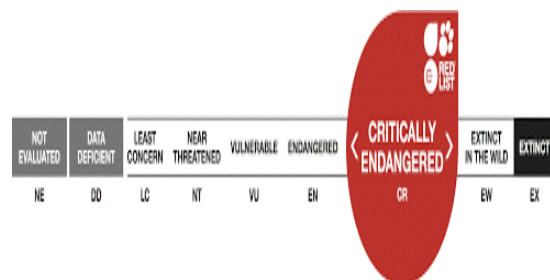 RED
LIST
NOT
EVALUATED
DATA
DEFICIENT
LEAST
CONCERN
NEAR
THREATENED
VULNERABLE
ENDANGERED
< CRITICALLY
ENDANGERED >
EXTINCT
IN THE WILD
EXTINCT
NE
DD
LC
NT
VU
EN
CR
EW
EX